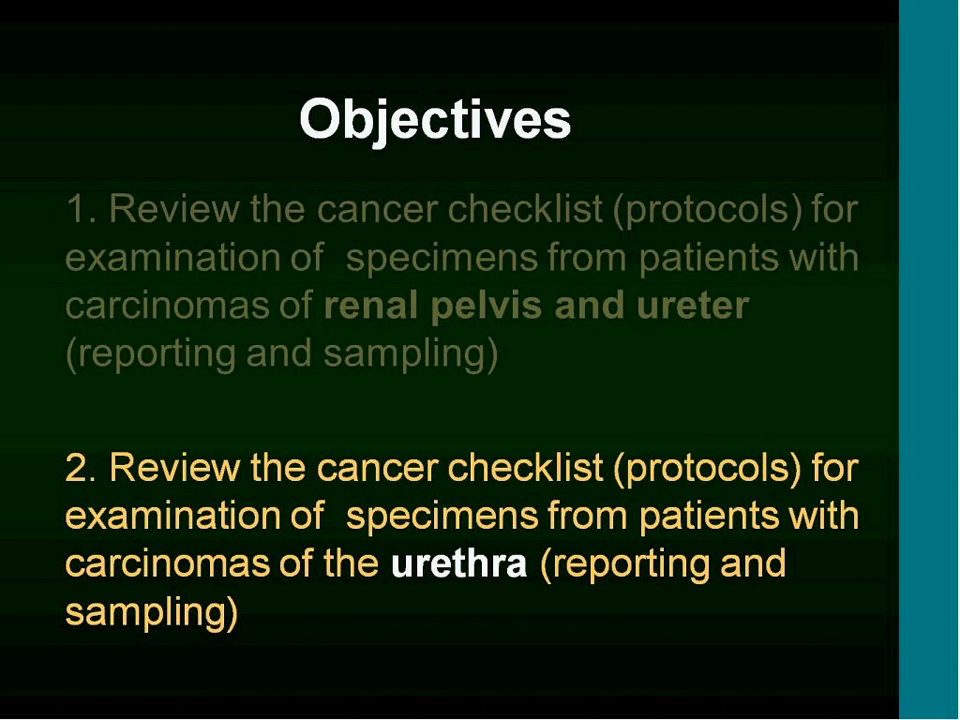 Objectives
1. Review the cancer checklist (protocols) for
examination of  specimens from patients with
carcinomas of renal pelvis and ureter
(reporting and sampling)
2. Review the cancer checklist (protocols) for
examination of  specimens from patients with
carcinomas of the urethra (reporting and
sampling)